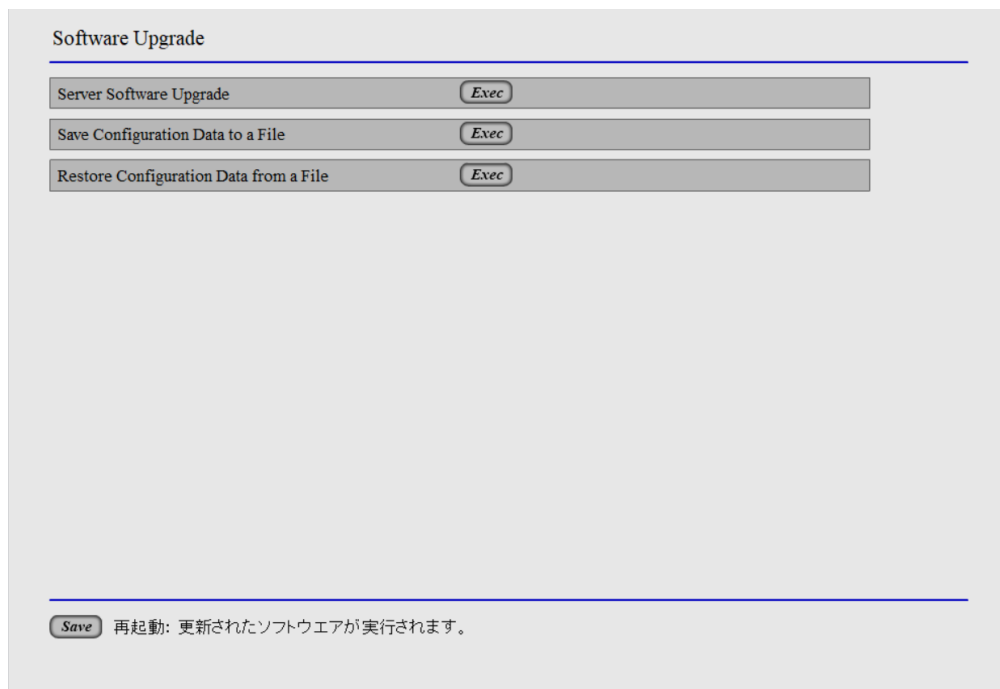 Software Upgrade
Server Software Upgrade Exec
Save Configuration Data to a File Exec
Restore Configuration Data from a File Exec
Save 再起動: 更新されたソフトウエアが実行されます。